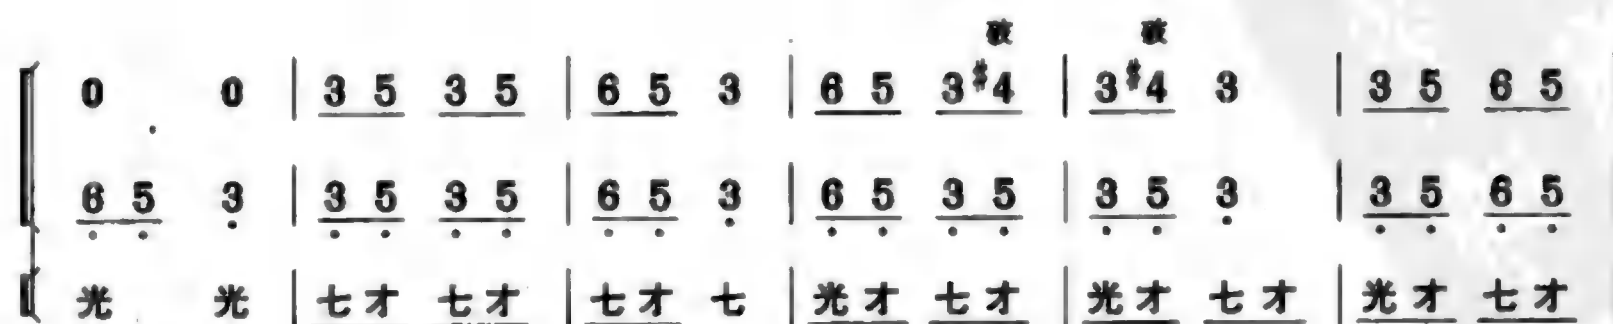 0 0 | 3 5 3 5 | 6 5 3 | 6 5 3 #4 | 3 #4 3 | 3 5 6 5
6 5 3 | 3 5 3 5 | 6 5 3 | 6 5 3 5 | 3 5 3 | 3 5 6 5
光 光 | 七才 七才 | 七才 七 | 光才 七才 | 光才 七才 | 光才 七才